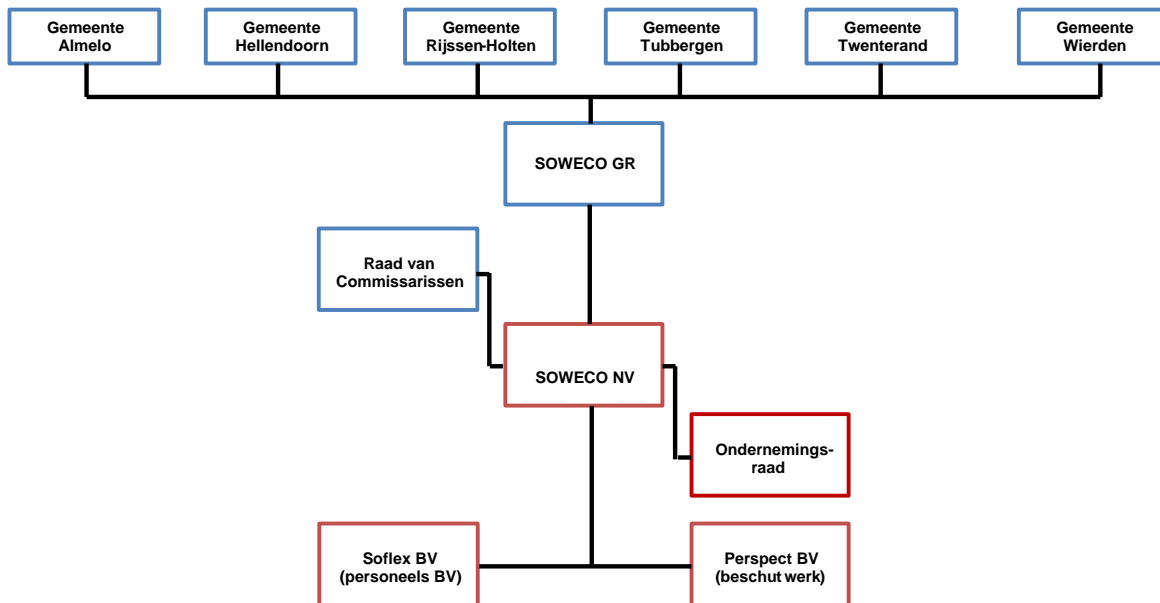 Gemeente
Almelo
Gemeente
Hellendoorn
Gemeente
Rijssen-Holten
Gemeente
Tubbergen
Gemeente
Twenterand
Gemeente
Wierden
SOWECO GR
Raad van
Commissarissen
SOWECO NV
Ondernemings-
raad
Soflex BV
(personeels BV)
Perspect BV
(beschut werk)